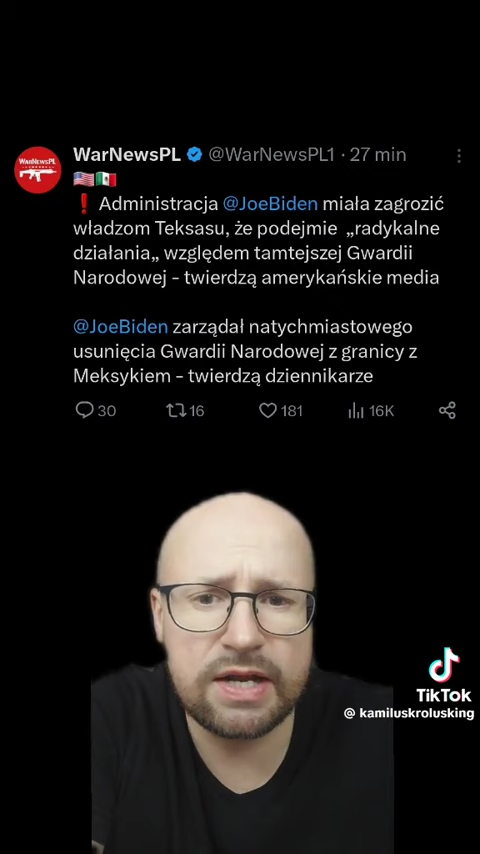 WarNewsPL
WarNewsPL @WarNewsPL1 · 27 min
❗ Administracja @JoeBiden miała zagrozić
władzom Teksasu, że podejmie „radykalne
działania„ względem tamtejszej Gwardii
Narodowej - twierdzą amerykańskie media
@JoeBiden zarządał natychmiastowego
usunięcia Gwardii Narodowej z granicy z
Meksykiem - twierdzą dziennikarze
30 16 181 16K
TikTok
@ kamiluskrolusking